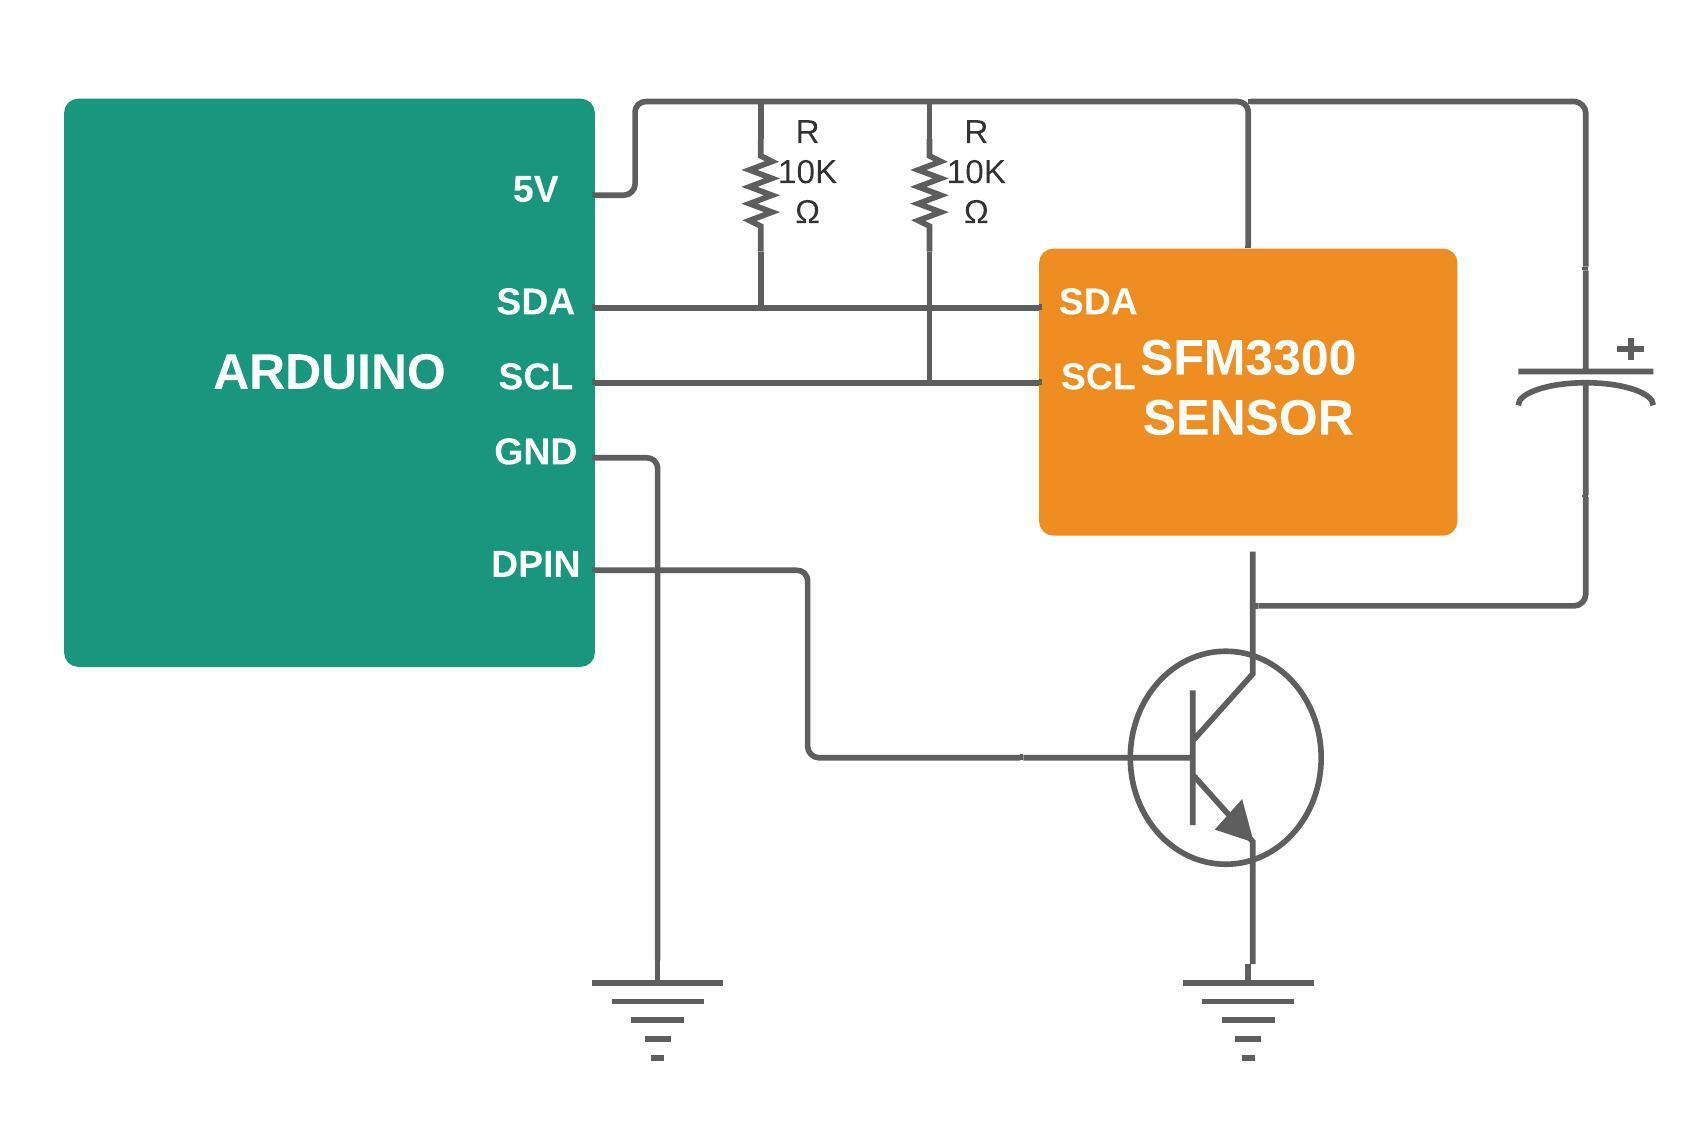 5V
SDA
SCL
GND
DPIN
ARDUINO
R
10K
Ω
R
10K
Ω
SDA
SCL
SFM3300
SENSOR
+